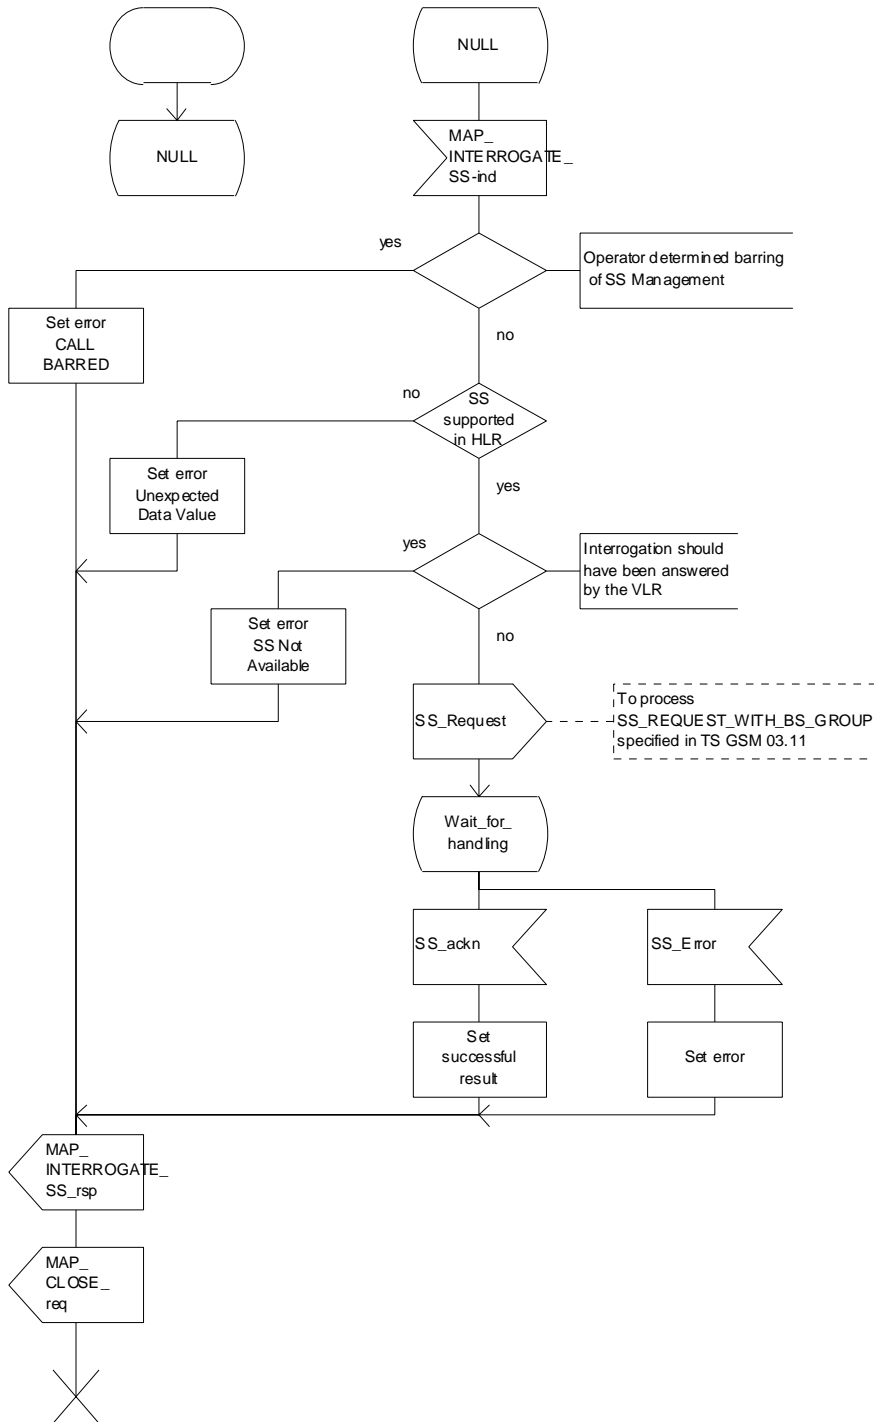 NULL
NULL
MAP_
INTERROGATE_
SS-ind
yes
Operator determined barring
of SS Management
Set error
CALL
BARRED
no
no
SS
supported
in HLR
Set error
Unexpected
Data Value
yes
yes
Interrogation should
have been answered
by the VLR
Set error
SS Not
Available
no
SS_Request
To process
SS_REQUEST_WITH_BS_GROUP
specified in TS GSM 03.11
Wait_for_
handling
SS_ackn
SS_Error
Set
successful
result
Set error
MAP_
INTERROGATE_
SS_rsp
MAP_
CLOSE_
req